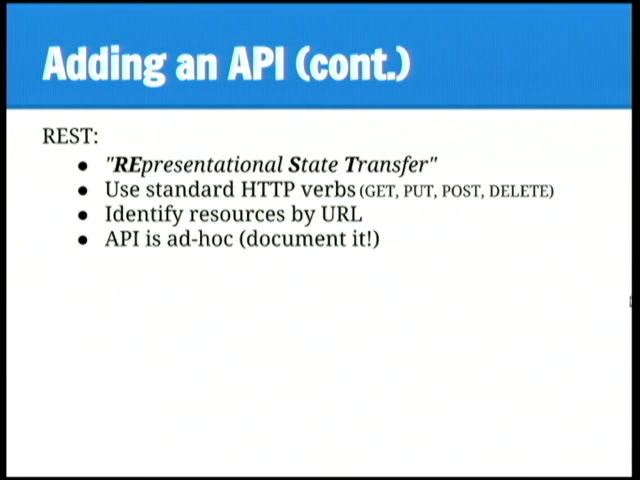 Adding an API (cont.)
REST:
● "REpresentational State Transfer"
● Use standard HTTP verbs (GET, PUT, POST, DELETE)
● Identify resources by URL
● API is ad-hoc (document it!)